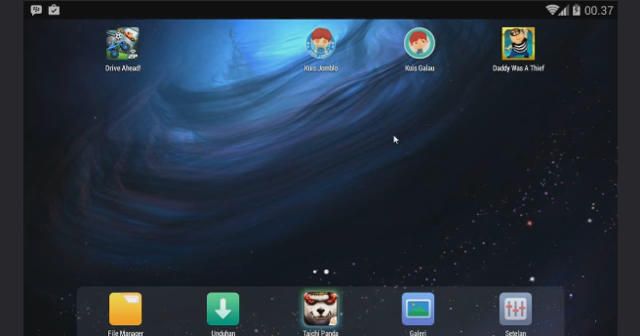 00.37
Drive Ahead!
Kuis Jomblo
Kuis Galau
Daddy Was A Thief
File Manager
Unduhan
Taichi Panda
Galeri
Setelan